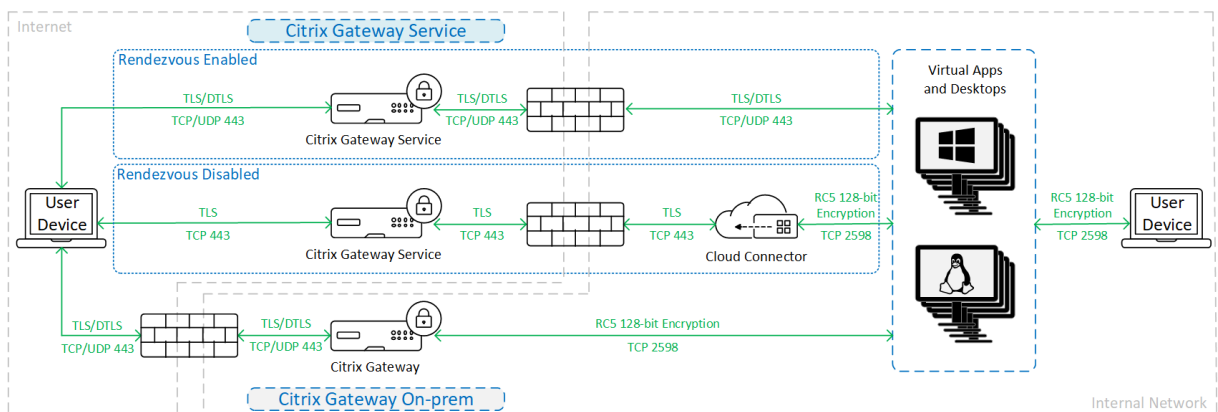 Internet
Citrix Gateway Service
Rendezvous Enabled
TLS/DTLS
TCP/UDP 443
Citrix Gateway Service
TLS/DTLS
TCP/UDP 443
TLS/DTLS
TCP/UDP 443
Virtual Apps
and Desktops
Rendezvous Disabled
User
Device
TLS
TCP 443
Citrix Gateway Service
TLS
TCP 443
TLS
TCP 443
Cloud Connector
RC5 128-bit
Encryption
TCP 2598
RC5 128-bit
Encryption
TCP 2598
User
Device
TLS/DTLS
TCP/UDP 443
TLS/DTLS
TCP/UDP 443
Citrix Gateway
RC5 128-bit Encryption
TCP 2598
Citrix Gateway On-prem
Internal Network